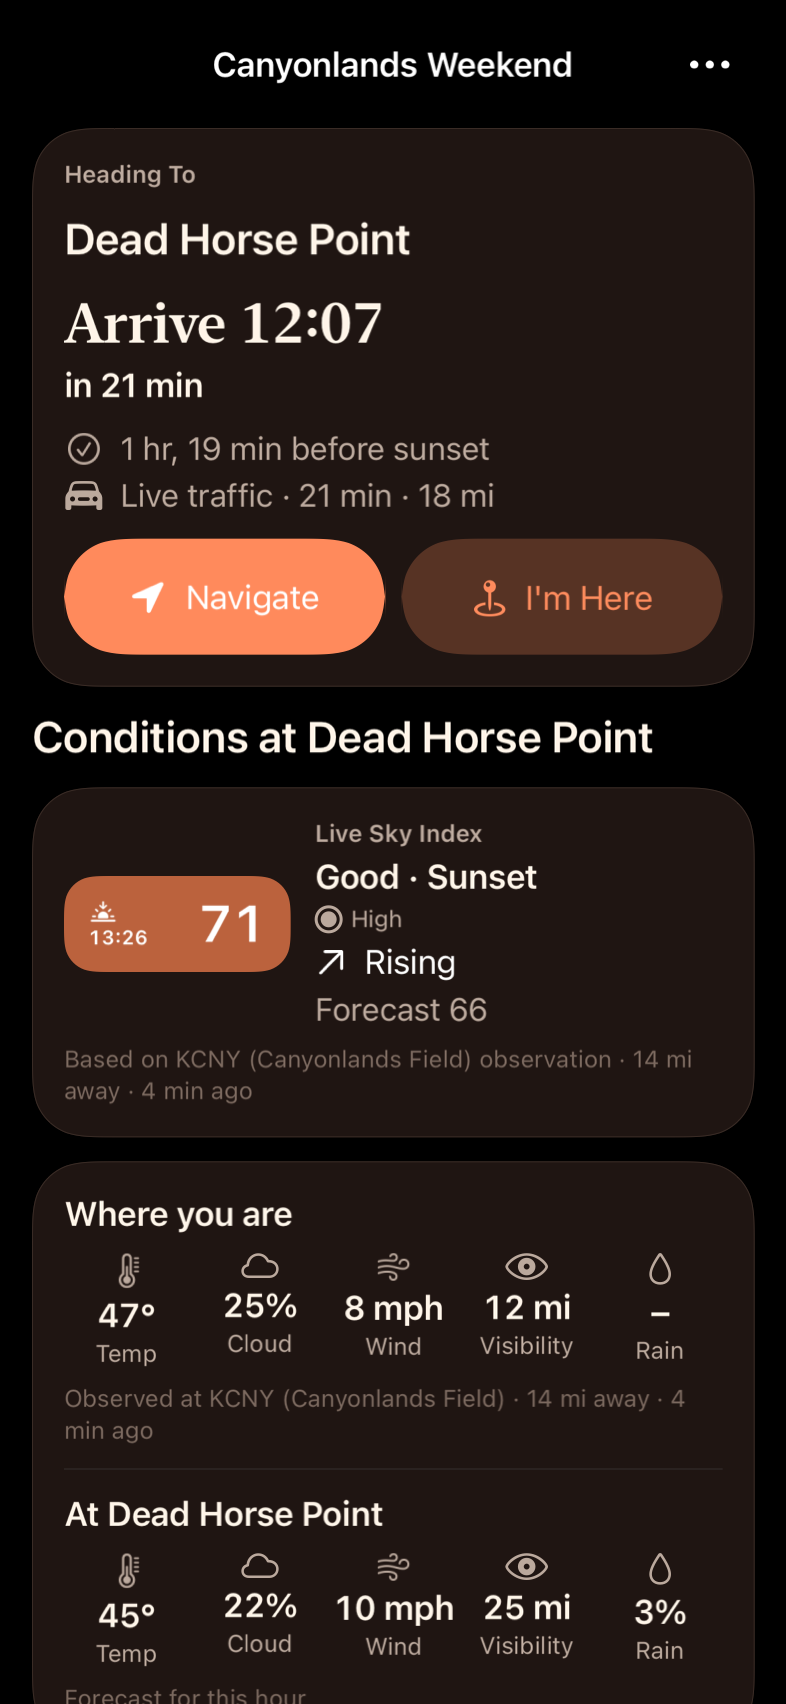 Canyonlands Weekend
Heading To
Dead Horse Point
Arrive 12:07
in 21 min
1 hr, 19 min before sunset
Live traffic · 21 min · 18 mi
Navigate
I'm Here
Conditions at Dead Horse Point
13:26
71
Live Sky Index
Good · Sunset
High
Rising
Forecast 66
Based on KCNY (Canyonlands Field) observation · 14 mi
away · 4 min ago
Where you are
47° 25% 8 mph 12 mi –
Temp Cloud Wind Visibility Rain
Observed at KCNY (Canyonlands Field) · 14 mi away · 4
min ago
At Dead Horse Point
45° 22% 10 mph 25 mi 3%
Temp Cloud Wind Visibility Rain
Forecast for this hour